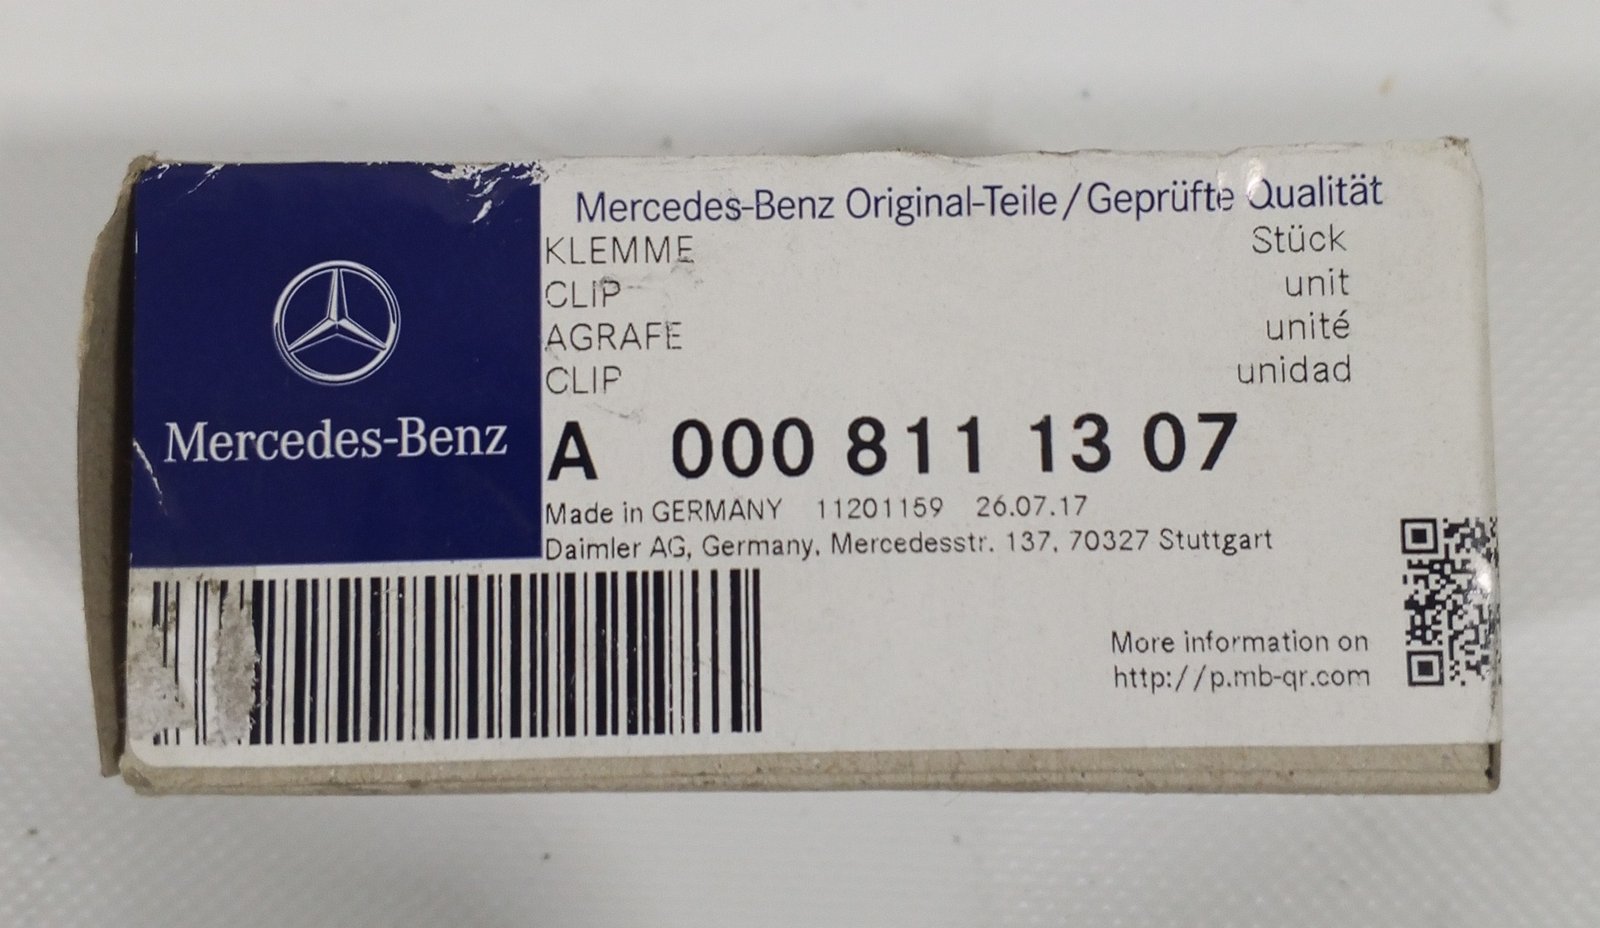 Mercedes-Benz
Mercedes-Benz Original-Teile/Geprüfte Qualität
KLEMME Stück
CLIP unit
AGRAFE unité
CLIP unidad
A 000 811 13 07
Made in GERMANY 11201159 26.07.17
Daimler AG, Germany, Mercedesstr. 137, 70327 Stuttgart
More information on
http://p.mb-qr.com